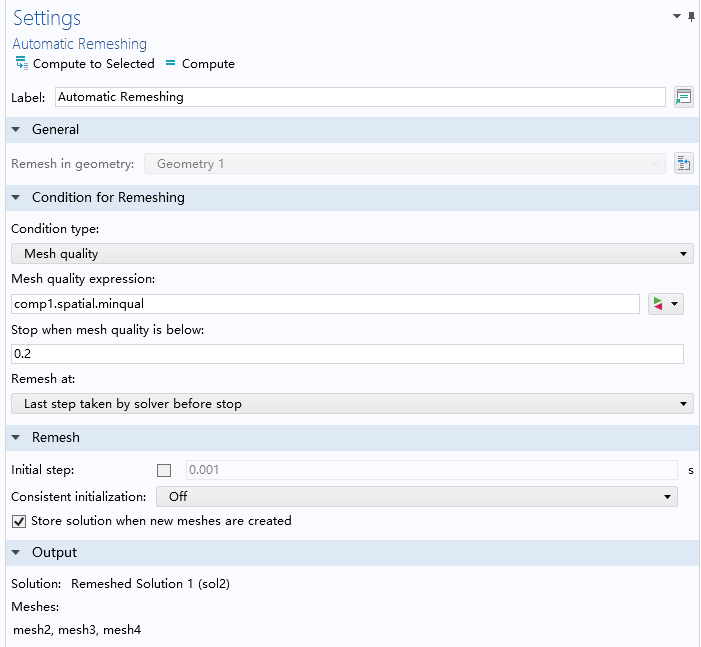 Settings
Automatic Remeshing
Compute to Selected = Compute
Label: Automatic Remeshing
General
Remesh in geometry: Geometry 1
Condition for Remeshing
Condition type:
Mesh quality
Mesh quality expression:
comp1.spatial.minqual
Stop when mesh quality is below:
0.2
Remesh at:
Last step taken by solver before stop
Remesh
Initial step: 0.001 s
Consistent initialization: Off
Store solution when new meshes are created
Output
Solution: Remeshed Solution 1 (sol2)
Meshes:
mesh2, mesh3, mesh4